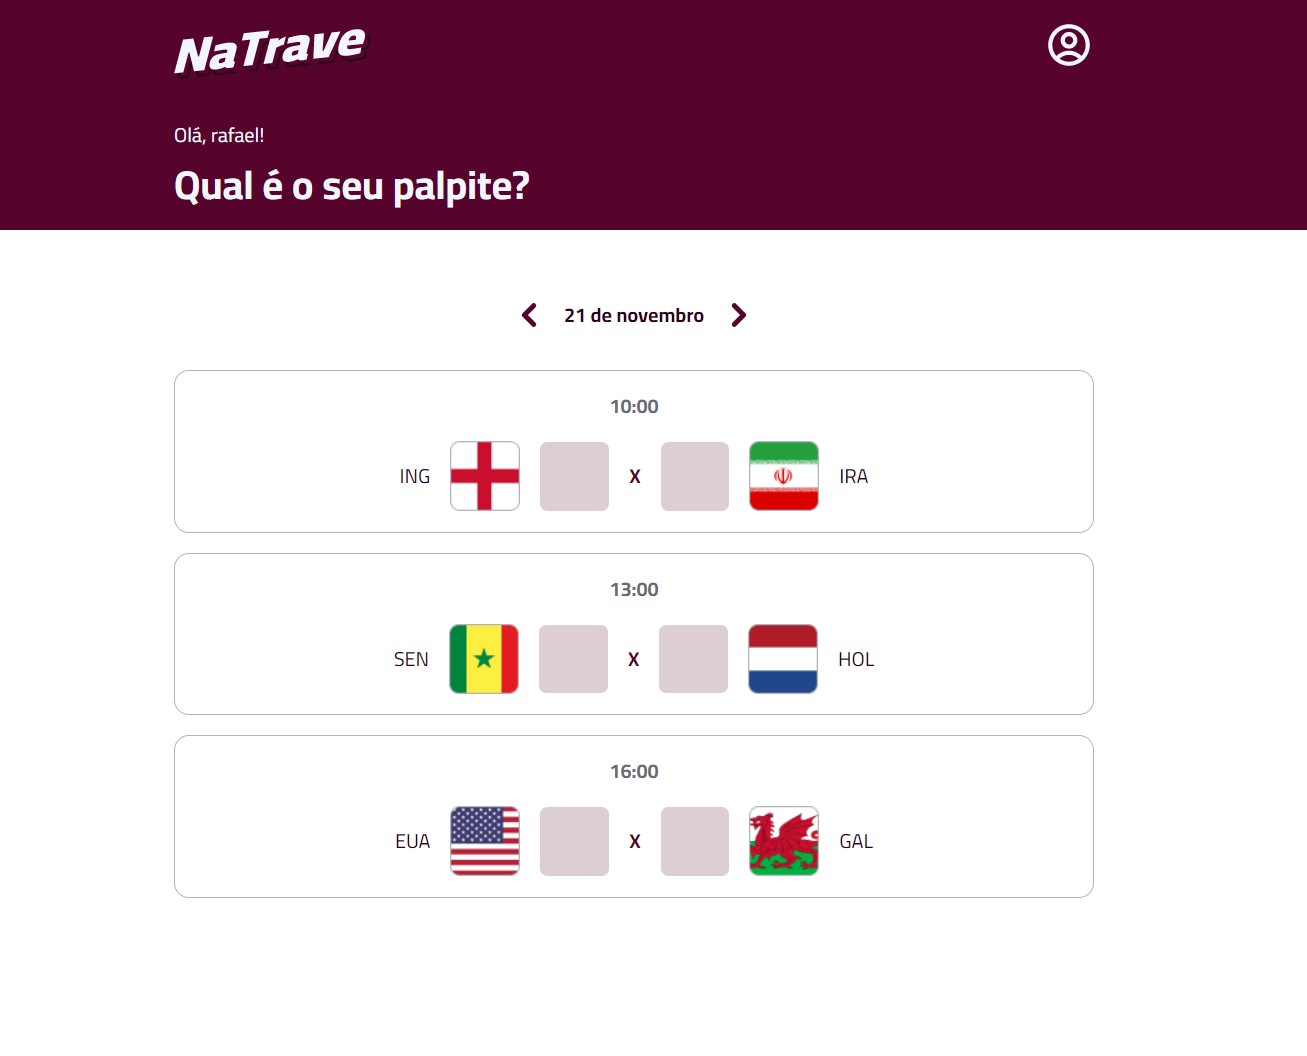 NaTrave
Olá, rafael!
Qual é o seu palpite?
21 de novembro
10:00
ING X IRA
13:00
SEN X HOL
16:00
EUA X GAL